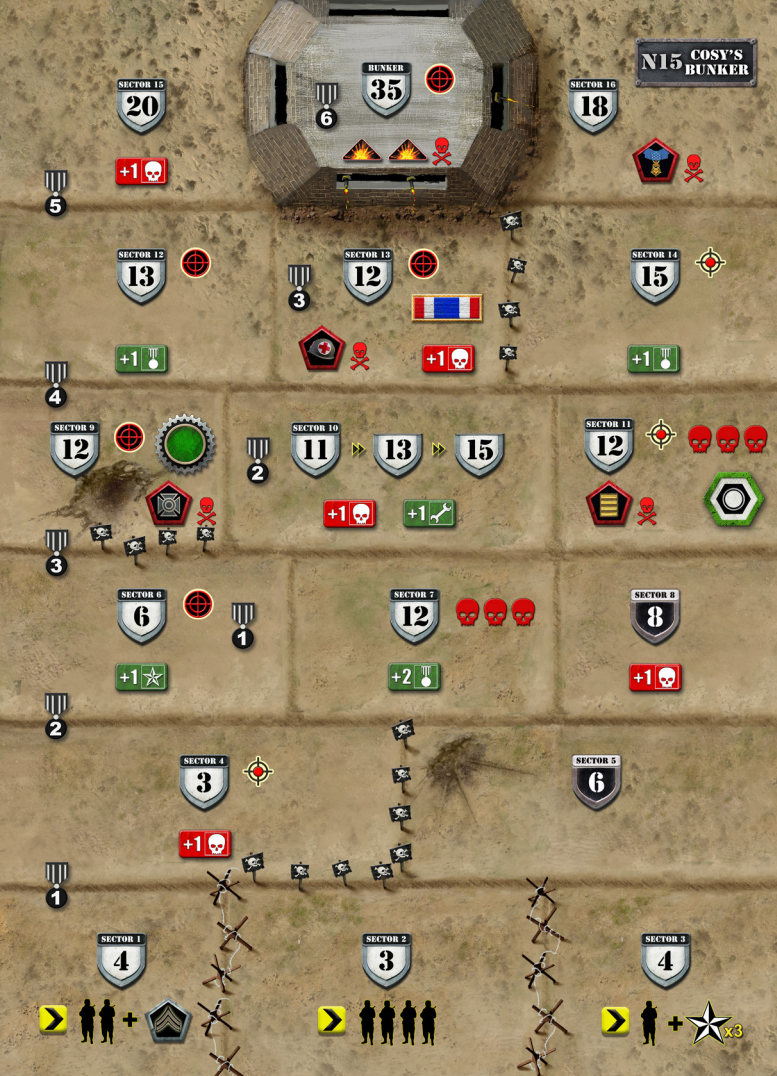 N15 COSY'S
BUNKER
BUNKER
35
6
SECTOR 15
20
+1
SECTOR 16
18
5
SECTOR 12
13
+1
SECTOR 13
12
3
+1
SECTOR 14
15
+1
4
SECTOR 9
12
SECTOR 10
11
13
15
2
+1
+1
SECTOR 11
12
3
SECTOR 6
6
1
+1
SECTOR 7
12
+2
SECTOR 8
8
+1
2
SECTOR 4
3
+1
SECTOR 5
6
1
SECTOR 1
4
+
SECTOR 2
3
SECTOR 3
4
+ x3